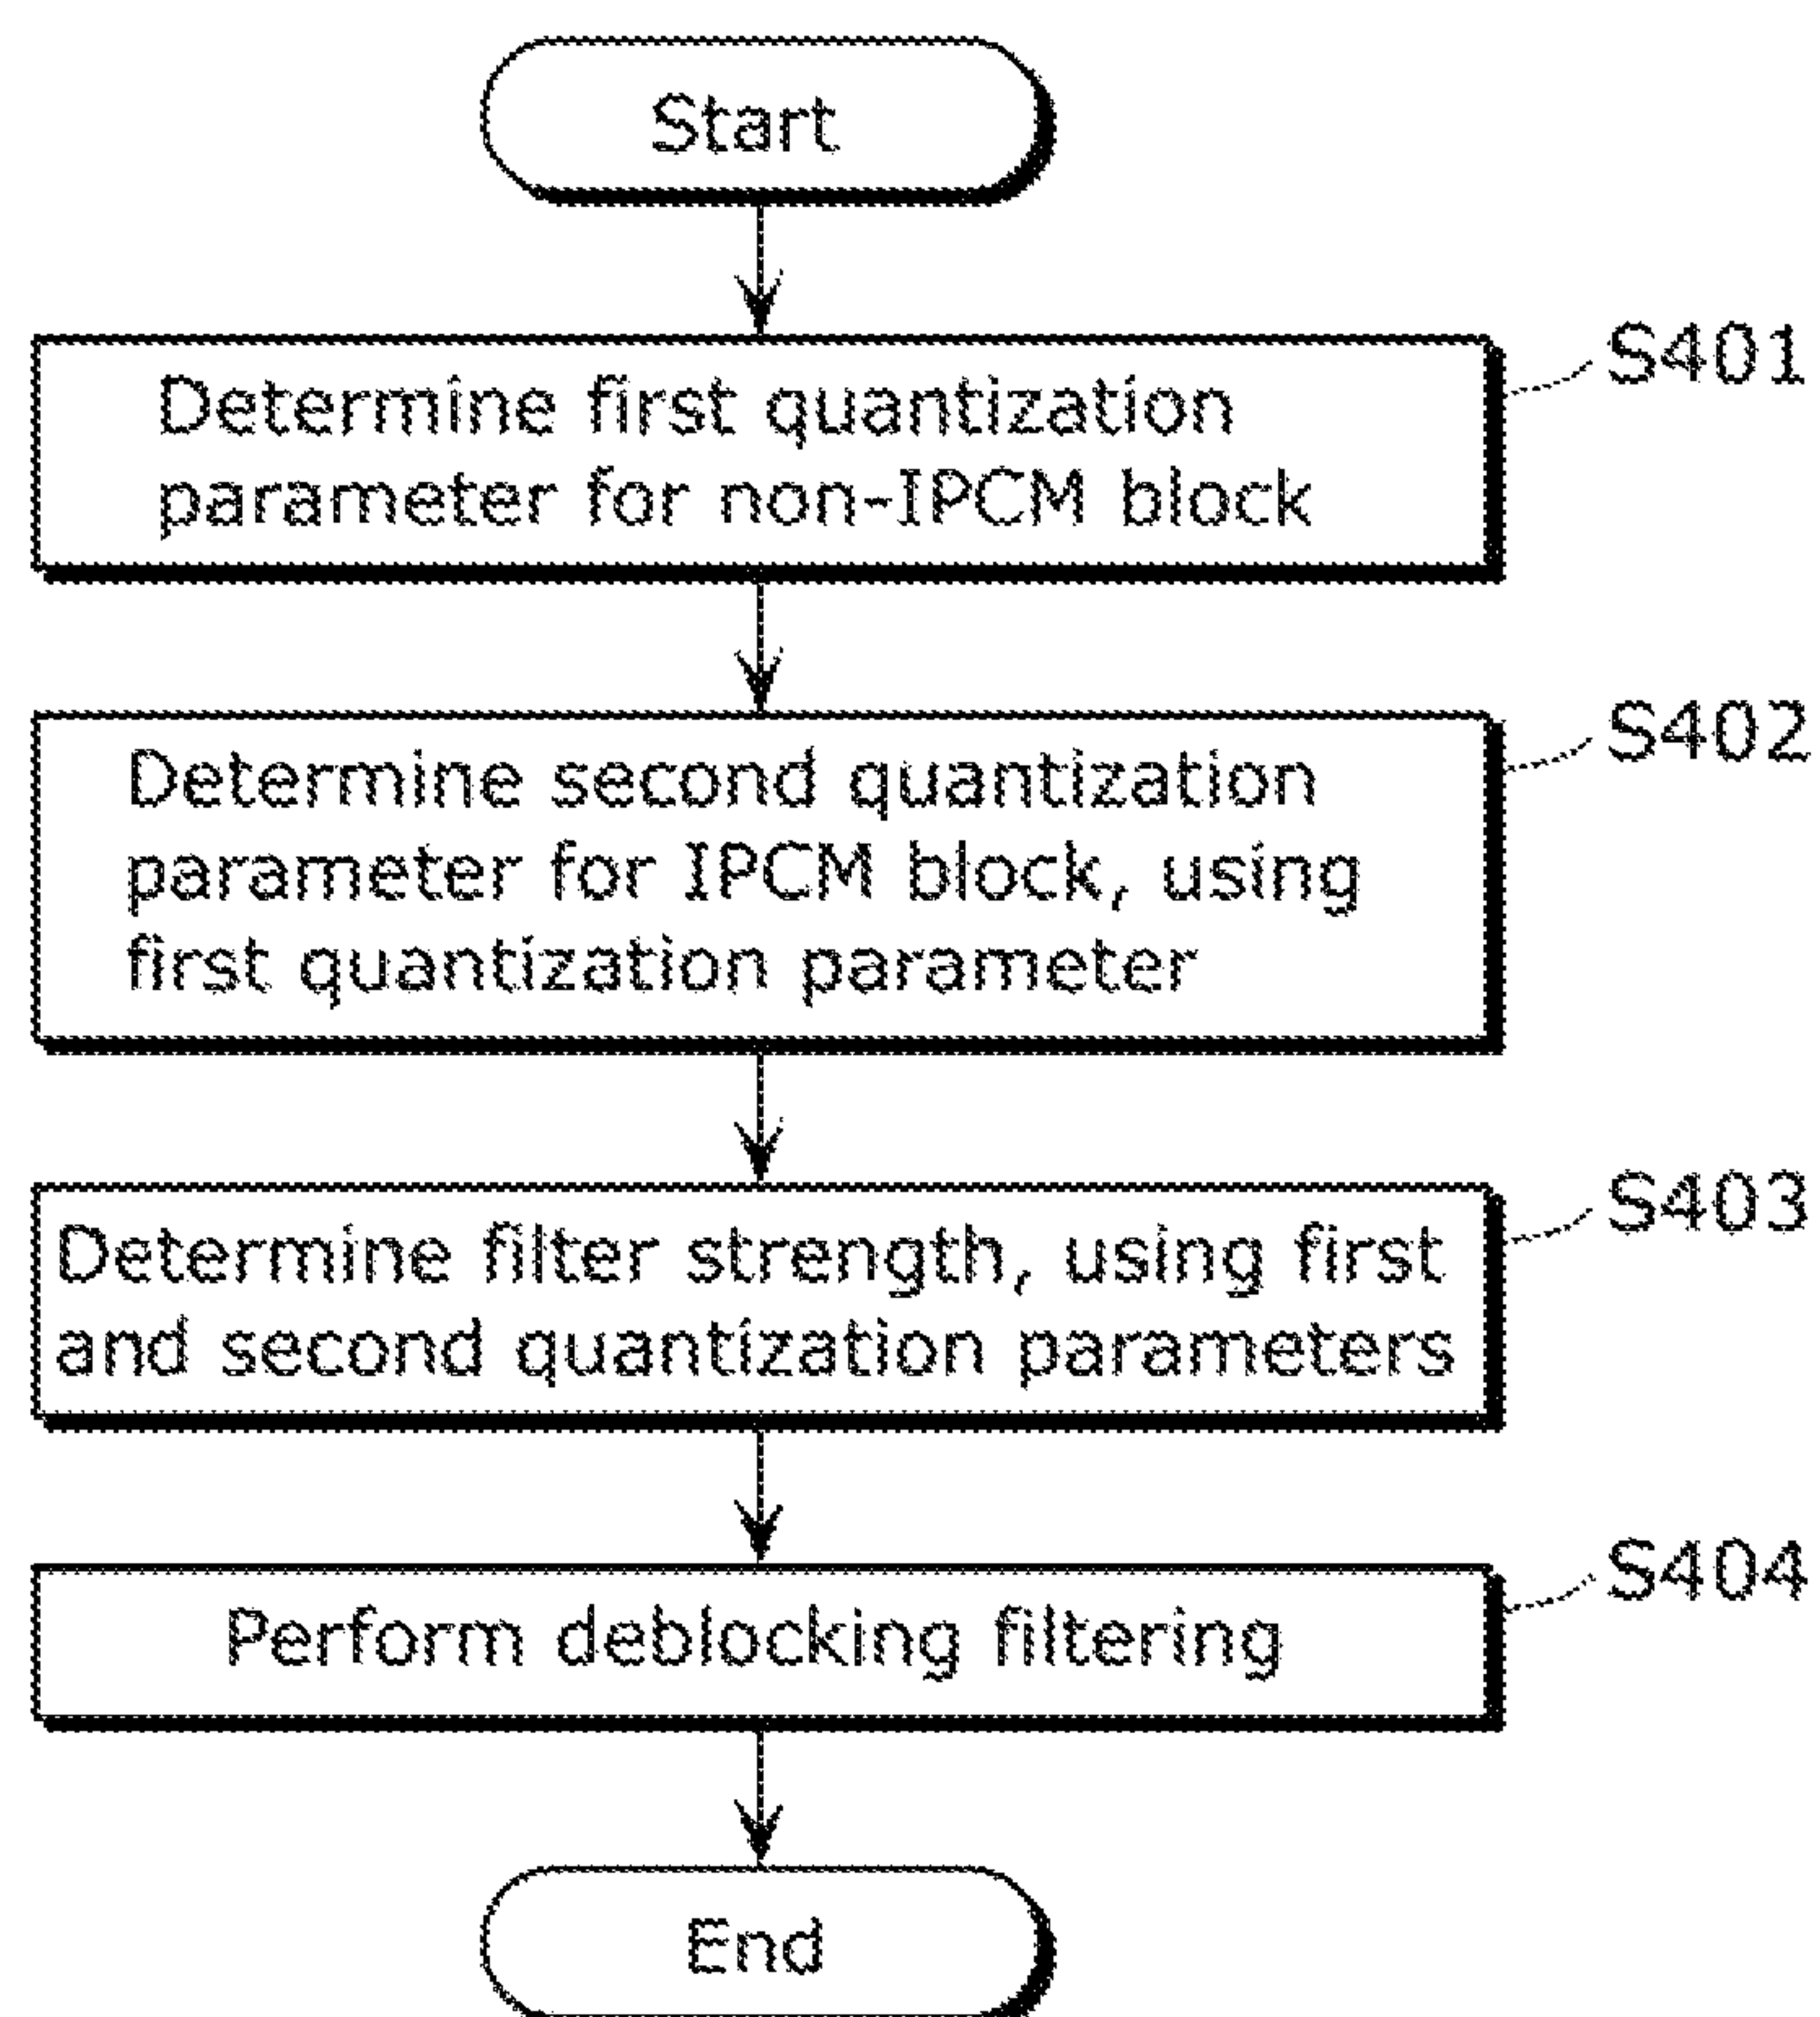 Start
S401
Determine first quantization
parameter for non-IPCM block
S402
Determine second quantization
parameter for IPCM block, using
first quantization parameter
S403
Determine filter strength, using first
and second quantization parameters
S404
Perform deblocking filtering
End